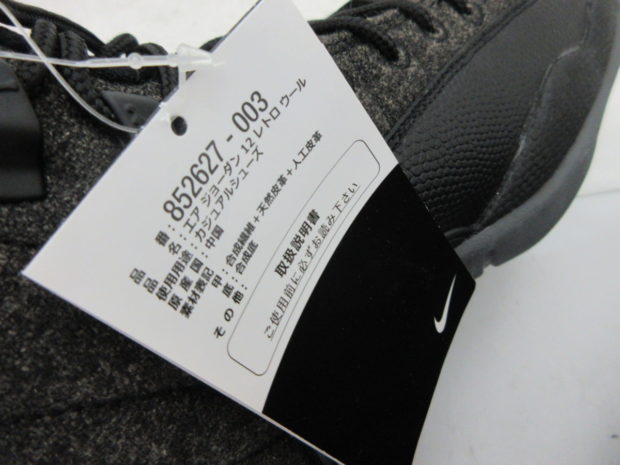 品 番：852627 - 003
品 名：エア ジョーダン 12 レトロ ウール
使用用途：カジュアルシューズ
原 産 国：中国
素材表記 甲：合成繊維＋天然皮革＋人工皮革
底：合成底
その他：
取扱説明書
ご使用前に必ずお読み下さい